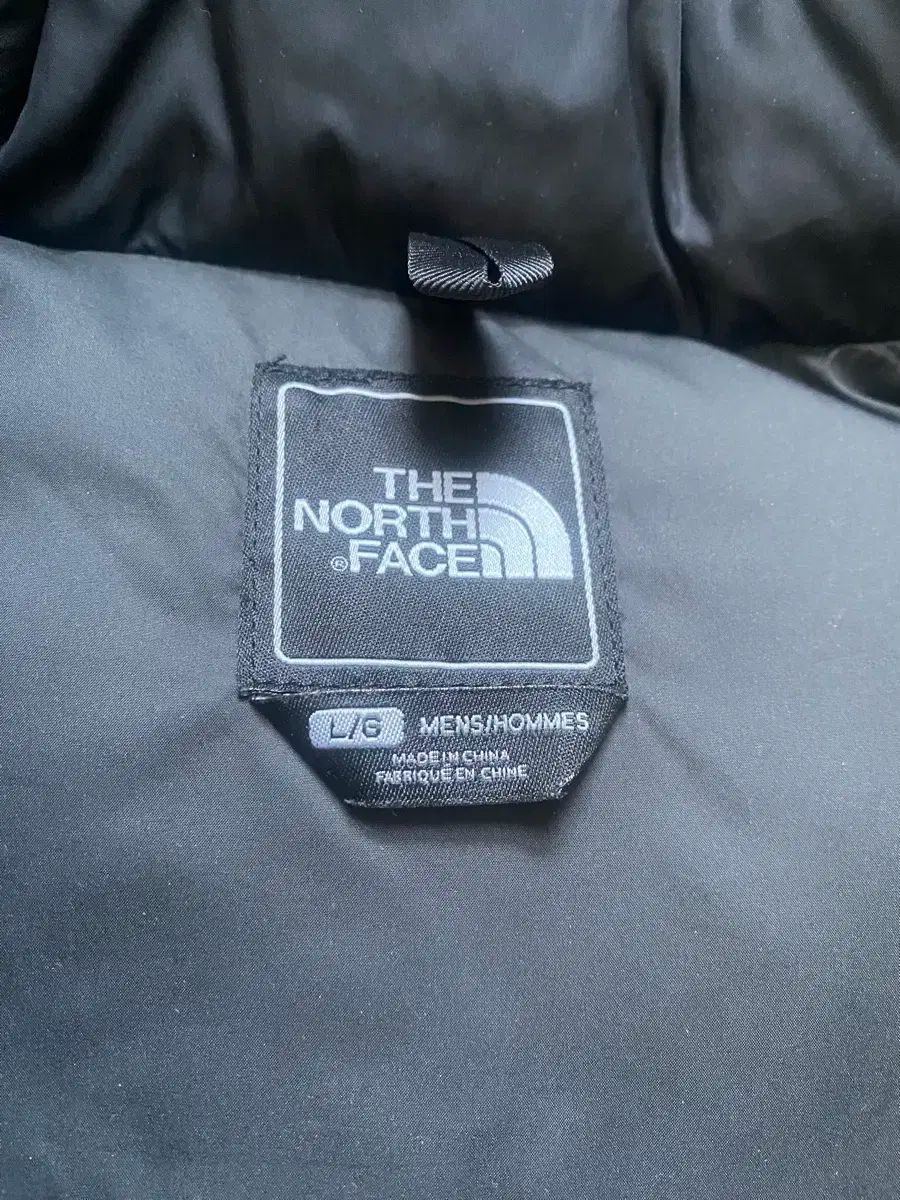 THE
NORTH
®FACE
L/G MENS/HOMMES
MADE IN CHINA
FABRIQUÉ EN CHINE